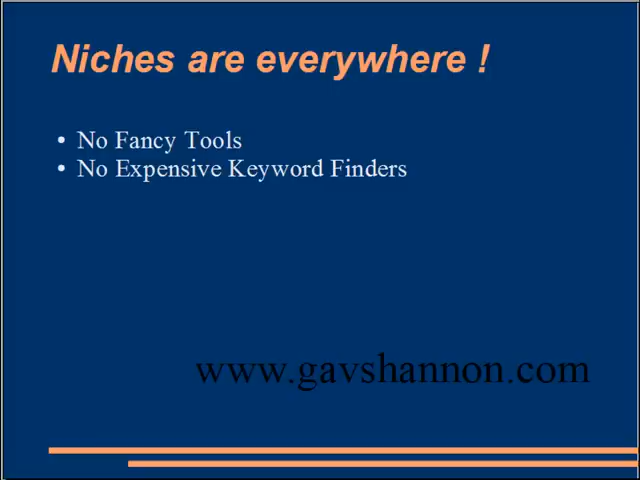 Niches are everywhere !
• No Fancy Tools
• No Expensive Keyword Finders
www.gavshannon.com